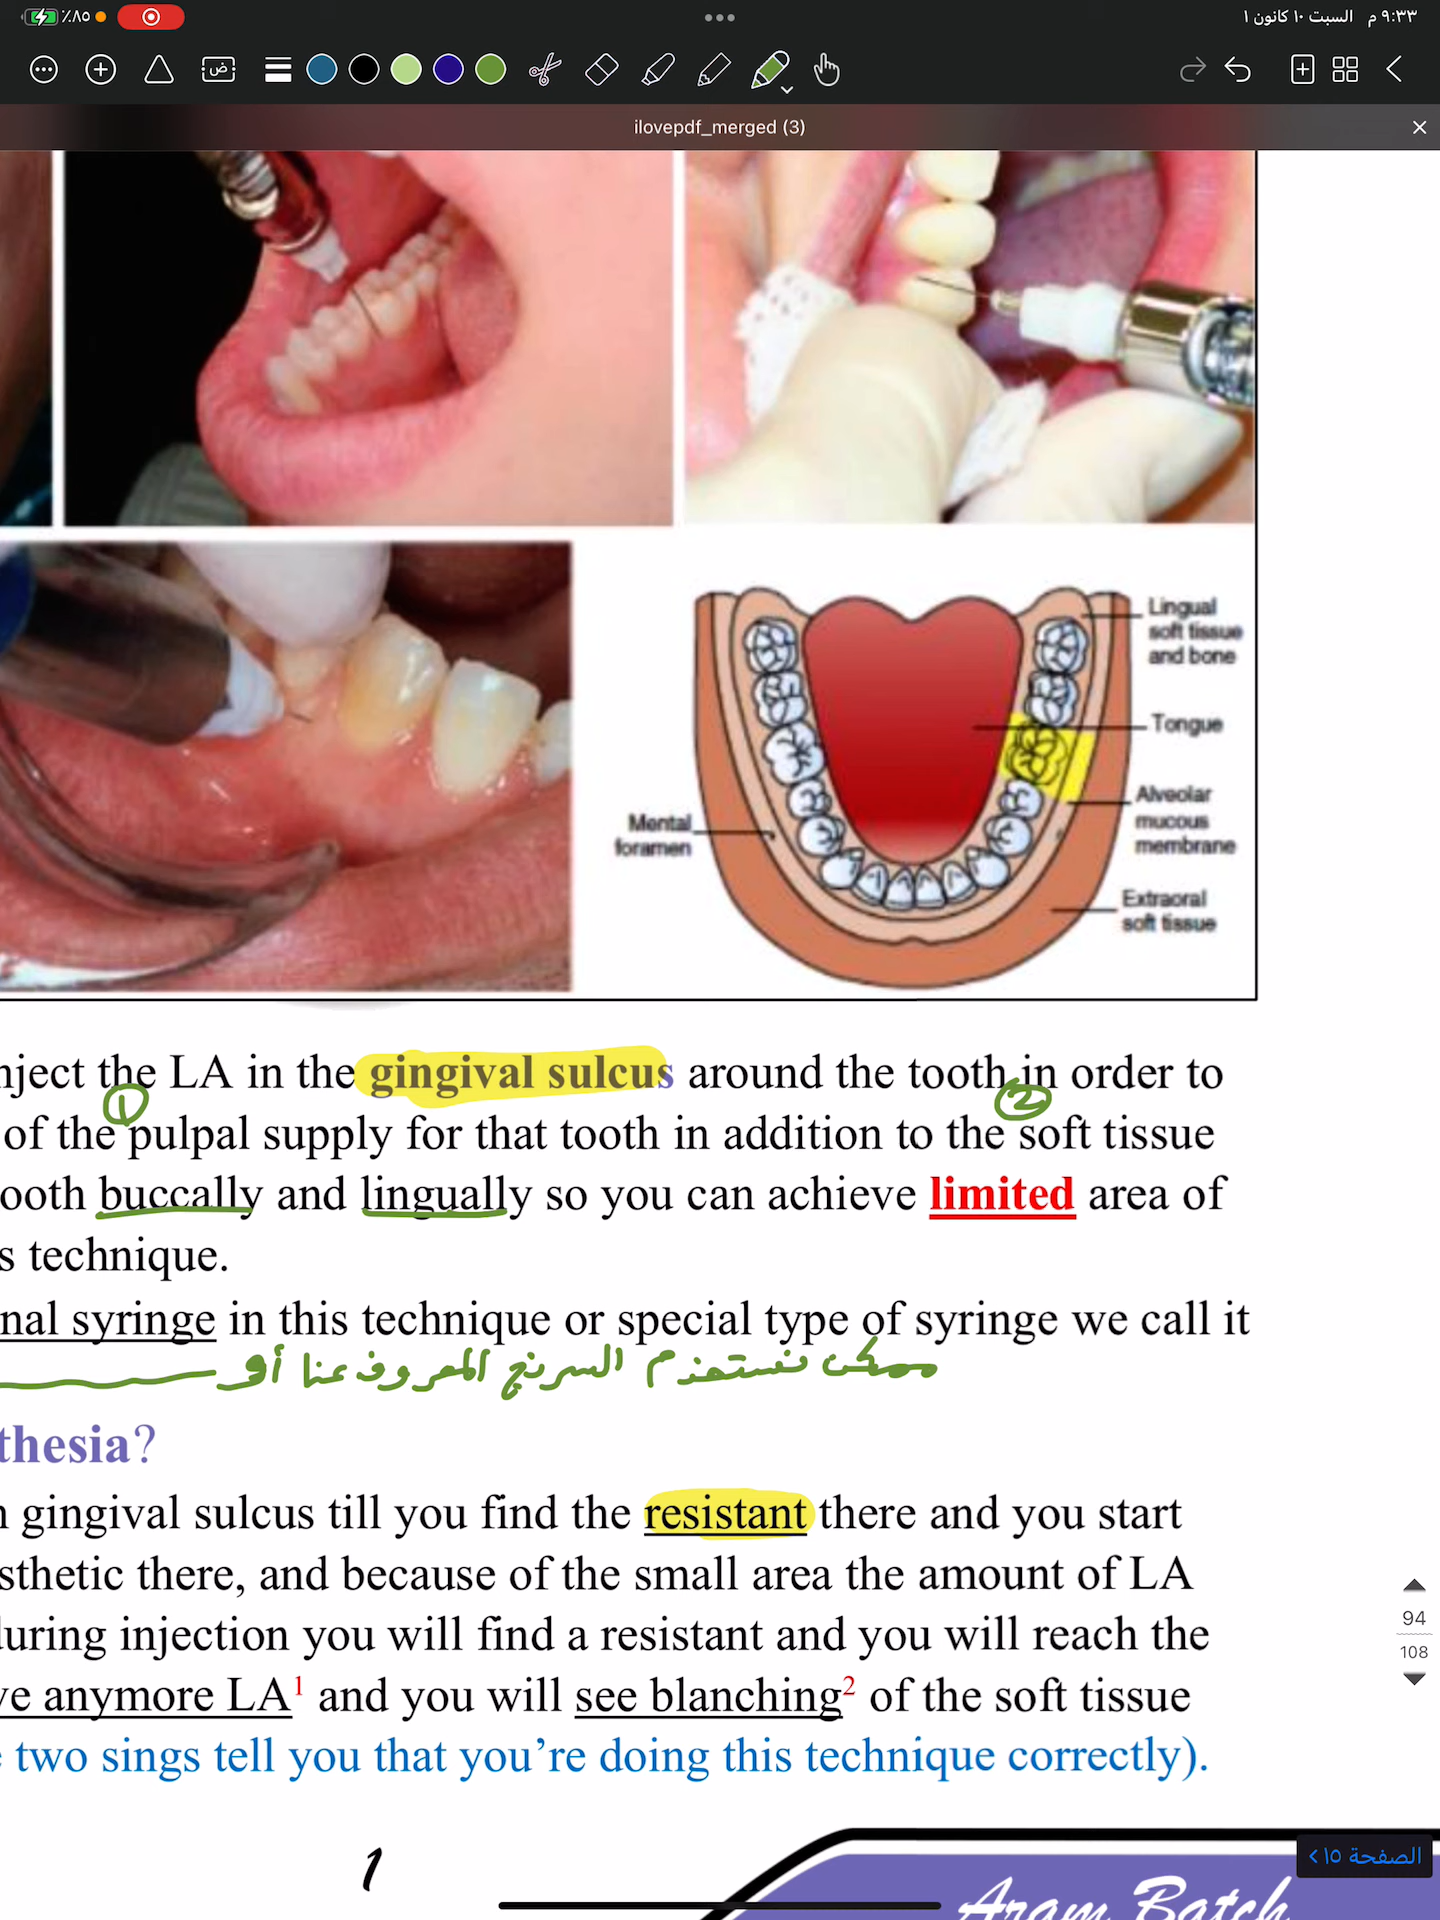 ٩:٣٣ م السبت ١٠ كانون ١
٪٨٥
ض
ilovepdf_merged (3)
Lingual
soft tissue
and bone
Tongue
Alveolar
mucous
membrane
Mental
foramen
Extraoral
soft tissue
nject the LA in the gingival sulcus around the tooth in order to
1 2
of the pulpal supply for that tooth in addition to the soft tissue
ooth buccally and lingually so you can achieve limited area of
s technique.
nal syringe in this technique or special type of syringe we call it
ممكن نستخدم السرنج المعروف عنا أو
thesia?
n gingival sulcus till you find the resistant there and you start
sthetic there, and because of the small area the amount of LA
during injection you will find a resistant and you will reach the
ve anymore LA1 and you will see blanching2 of the soft tissue
two sings tell you that you’re doing this technique correctly).
94
108
الصفحة ١٥
1
Aram Batch